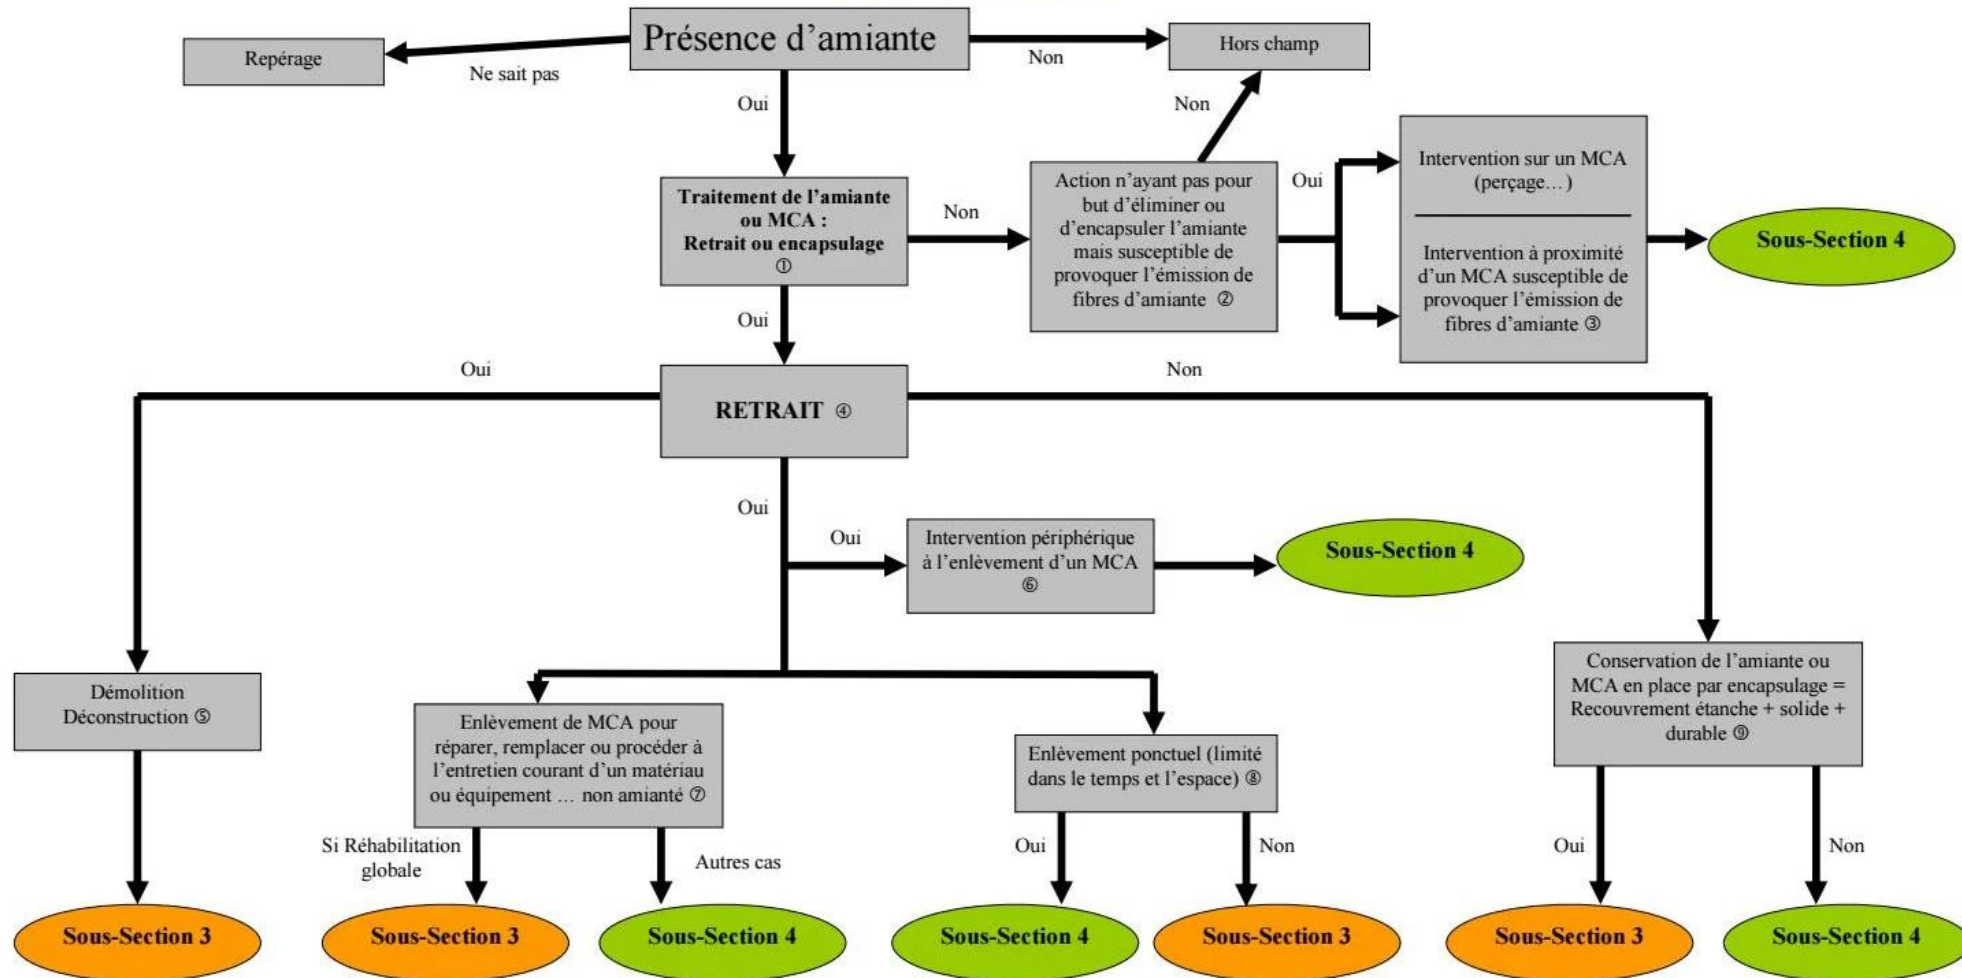 Présence d'amiante
Repérage
Ne sait pas
Non
Hors champ
Oui
Non
Traitement de l'amiante
ou MCA :
Retrait ou encapsulage
①
Non
Action n'ayant pas pour
but d'éliminer ou
d'encapsuler l'amiante
mais susceptible de
provoquer l'émission de
fibres d'amiante ②
Oui
Intervention sur un MCA
(perçage…)
Intervention à proximité
d'un MCA susceptible de
provoquer l'émission de
fibres d'amiante ③
Sous-Section 4
Oui
Oui
RETRAIT ④
Non
Oui
Oui
Intervention périphérique
à l'enlèvement d'un MCA
⑥
Sous-Section 4
Démolition
Déconstruction ⑤
Enlèvement de MCA pour
réparer, remplacer ou procéder à
l'entretien courant d'un matériau
ou équipement … non amianté ⑦
Enlèvement ponctuel (limité
dans le temps et l'espace) ⑧
Conservation de l'amiante ou
MCA en place par encapsulage =
Recouvrement étanche + solide +
durable ⑨
Si Réhabilitation
globale
Autres cas
Oui
Non
Oui
Non
Sous-Section 3
Sous-Section 3
Sous-Section 4
Sous-Section 4
Sous-Section 3
Sous-Section 3
Sous-Section 4